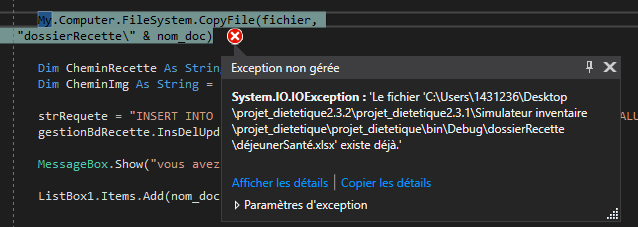 My.Computer.FileSystem.CopyFile(fichier,
"dossierRecette\" & nom_doc)
Exception non gérée
System.IO.IOException : 'Le fichier 'C:\Users\1431236\Desktop
\projet_dietetique2.3.2\projet_dietetique2.3.1\Simulateur inventaire
\projet_dietetique\projet_dietetique\bin\Debug\dossierRecette
\déjeunerSanté.xlsx' existe déjà.'
Afficher les détails | Copier les détails
Paramètres d'exception
Dim CheminRecette As Strin
Dim CheminImg As String =
strRequete = "INSERT INTO
gestionBdRecette.InsDelUpd
MessageBox.Show("vous avez
ListBox1.Items.Add(nom_doc